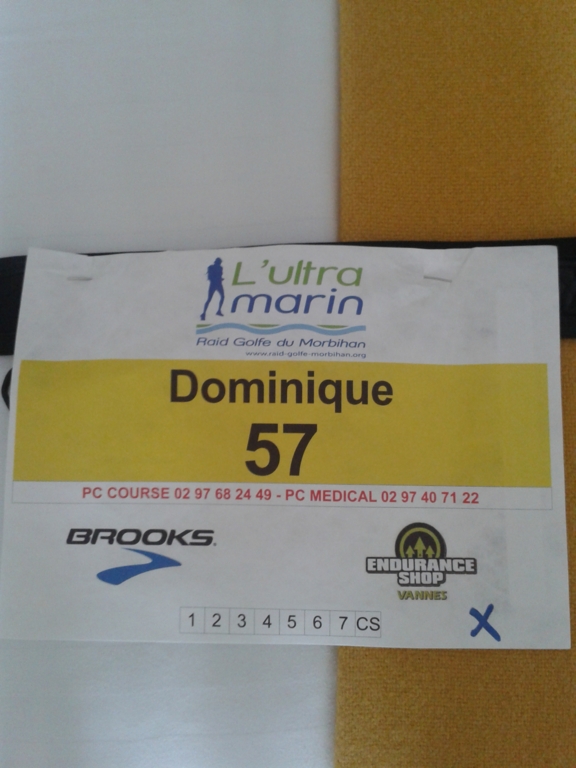 L'ultra
marin
Raid Golfe du Morbihan
www.raid-golfe-morbihan.org
Dominique
57
PC COURSE 02 97 68 24 49 - PC MEDICAL 02 97 40 71 22
BROOKS
ENDURANCE
SHOP
VANNES
1 2 3 4 5 6 7 CS
X